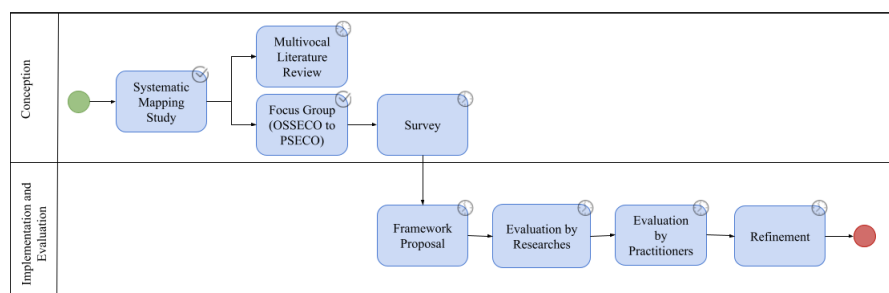 Conception
Systematic
Mapping
Study
Multivocal
Literature
Review
Focus Group
(OSSECO to
PSECO)
Survey
Implementation and
Evaluation
Framework
Proposal
Evaluation by
Researches
Evaluation
by
Practitioners
Refinement